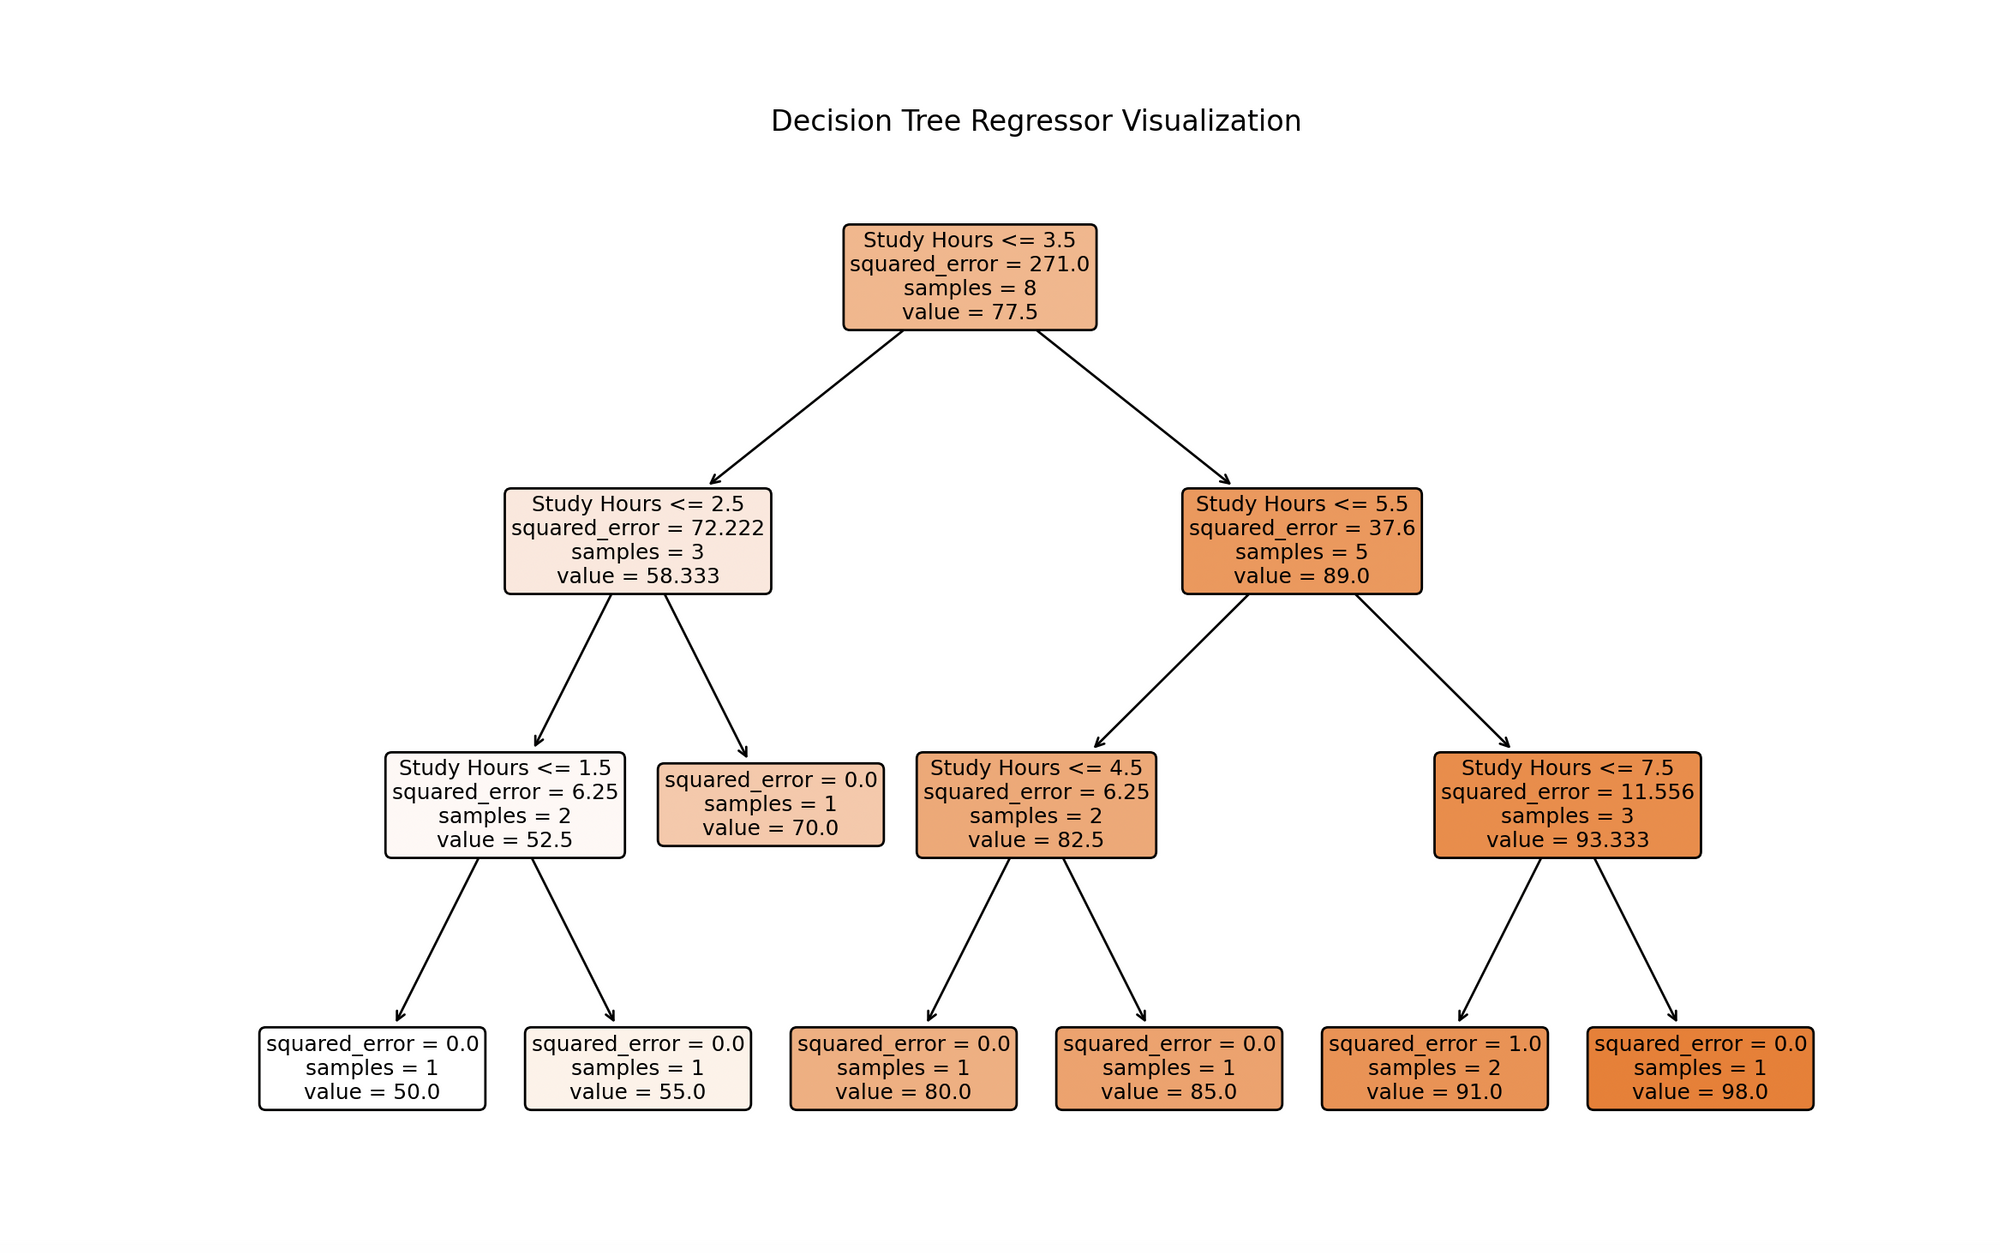 Decision Tree Regressor Visualization
Study Hours <= 3.5
squared_error = 271.0
samples = 8
value = 77.5
Study Hours <= 2.5
squared_error = 72.222
samples = 3
value = 58.333
Study Hours <= 5.5
squared_error = 37.6
samples = 5
value = 89.0
Study Hours <= 1.5
squared_error = 6.25
samples = 2
value = 52.5
squared_error = 0.0
samples = 1
value = 70.0
Study Hours <= 4.5
squared_error = 6.25
samples = 2
value = 82.5
Study Hours <= 7.5
squared_error = 11.556
samples = 3
value = 93.333
squared_error = 0.0
samples = 1
value = 50.0
squared_error = 0.0
samples = 1
value = 55.0
squared_error = 0.0
samples = 1
value = 80.0
squared_error = 0.0
samples = 1
value = 85.0
squared_error = 1.0
samples = 2
value = 91.0
squared_error = 0.0
samples = 1
value = 98.0